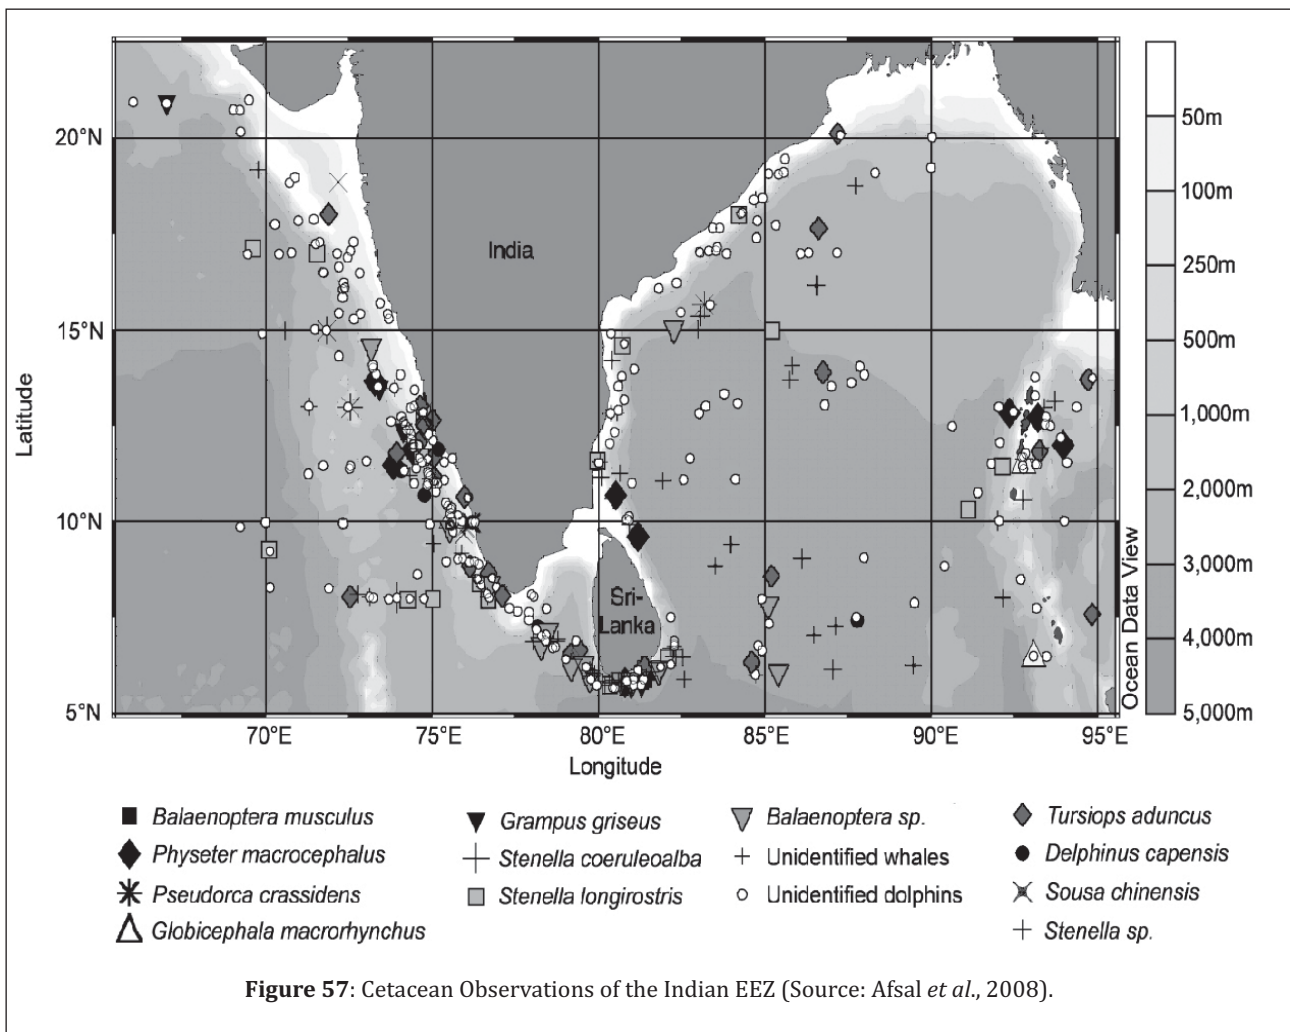 20°N
15°N
10°N
5°N
Latitude
India
Sri-
Lanka
50m
100m
250m
500m
1,000m
2,000m
3,000m
4,000m
5,000m
Ocean Data View
70°E 75°E 80°E 85°E 90°E 95°E
Longitude
Balaenoptera musculus Grampus griseus Balaenoptera sp. Tursiops aduncus
Physeter macrocephalus Stenella coeruleoalba Unidentified whales Delphinus capensis
Pseudorca crassidens Stenella longirostris Unidentified dolphins Sousa chinensis
Globicephala macrorhynchus Stenella sp.
Figure 57: Cetacean Observations of the Indian EEZ (Source: Afsal et al., 2008).